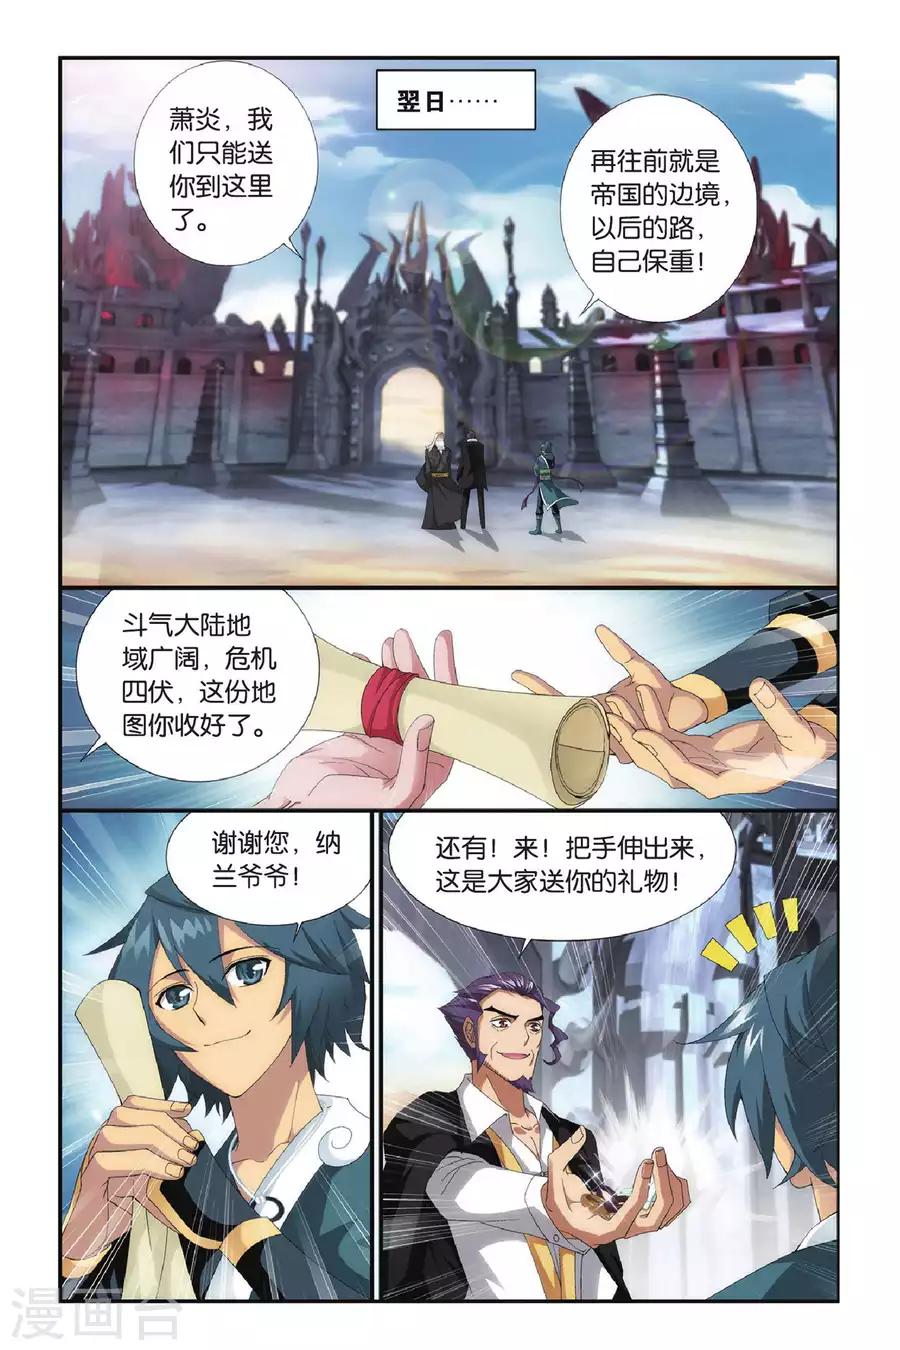 翌日……
萧炎，我
们只能送
你到这里
了。
再往前就是
帝国的边境，
以后的路，
自己保重！
斗气大陆地
域广阔，危机
四伏，这份地
图你收好了。
谢谢您，纳
兰爷爷！
还有！来！把手伸出来，
这是大家送你的礼物！
漫画台